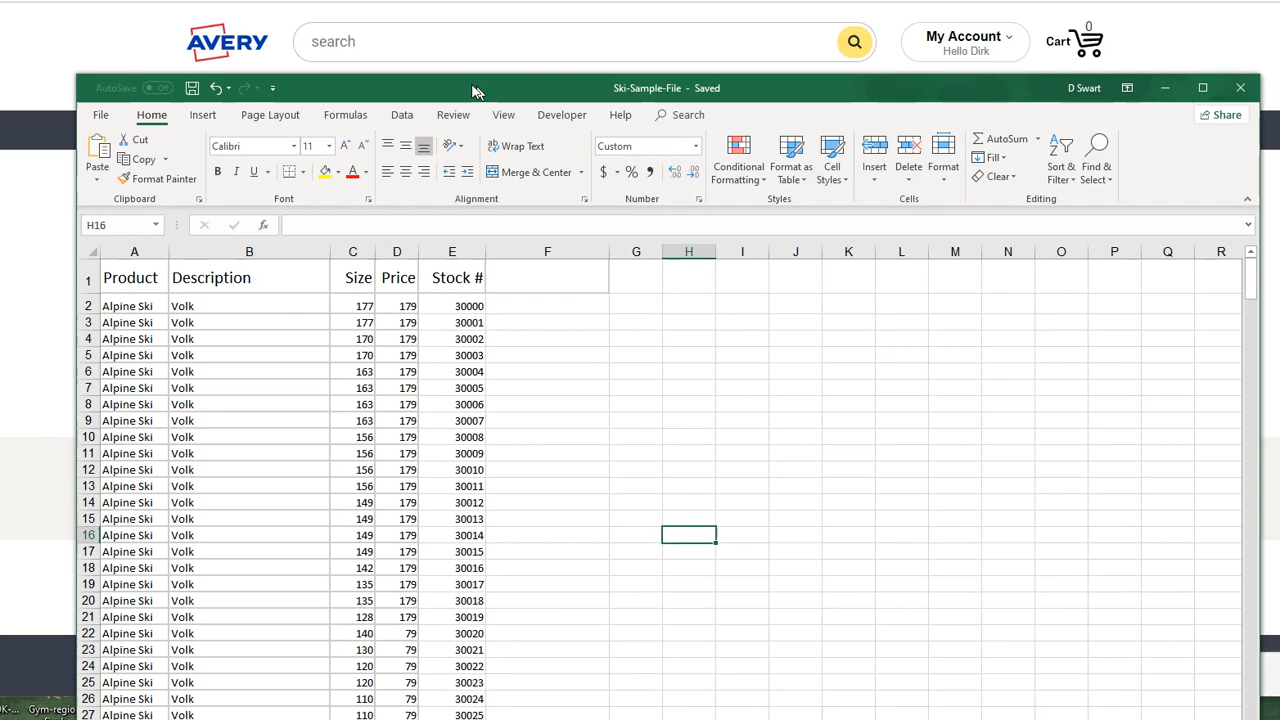 AVERY
search
My Account
Hello Dirk
Cart
0
AutoSave Off
Ski-Sample-File - Saved
D Swart
File Home Insert Page Layout Formulas Data Review View Developer Help Search
Share
Paste
Cut
Copy
Format Painter
Clipboard
Calibri 11
B I U
Font
Wrap Text
Merge & Center
Alignment
Custom
$ % ,
Number
Conditional Formatting
Format as Table
Cell Styles
Styles
Insert
Delete
Format
Cells
AutoSum
Fill
Clear
Sort & Filter
Find & Select
Editing
H16
fx
A B C D E F G H I J K L M N O P Q R
1 Product Description Size Price Stock #
2 Alpine Ski Volk 177 179 30000
3 Alpine Ski Volk 177 179 30001
4 Alpine Ski Volk 170 179 30002
5 Alpine Ski Volk 170 179 30003
6 Alpine Ski Volk 163 179 30004
7 Alpine Ski Volk 163 179 30005
8 Alpine Ski Volk 163 179 30006
9 Alpine Ski Volk 163 179 30007
10 Alpine Ski Volk 156 179 30008
11 Alpine Ski Volk 156 179 30009
12 Alpine Ski Volk 156 179 30010
13 Alpine Ski Volk 156 179 30011
14 Alpine Ski Volk 149 179 30012
15 Alpine Ski Volk 149 179 30013
16 Alpine Ski Volk 149 179 30014
17 Alpine Ski Volk 149 179 30015
18 Alpine Ski Volk 142 179 30016
19 Alpine Ski Volk 135 179 30017
20 Alpine Ski Volk 135 179 30018
21 Alpine Ski Volk 128 179 30019
22 Alpine Ski Volk 140 79 30020
23 Alpine Ski Volk 130 79 30021
24 Alpine Ski Volk 120 79 30022
25 Alpine Ski Volk 120 79 30023
26 Alpine Ski Volk 110 79 30024
27 Alpine Ski Volk 110 79 30025
Gym-regio